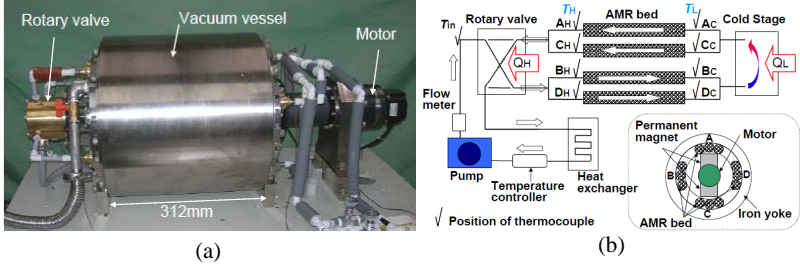 Rotary valve
Vacuum vessel
Motor
312mm
(a)
Tin
Rotary valve
TH
AMR bed
TL
Cold Stage
AH
AC
CH
CC
QH
QL
BH
BC
DH
DC
Flow
meter
Pump
Temperature
controller
Heat
exchanger
Permanent
magnet
Motor
A
B
D
C
AMR bed
Iron yoke
√ Position of thermocouple
(b)